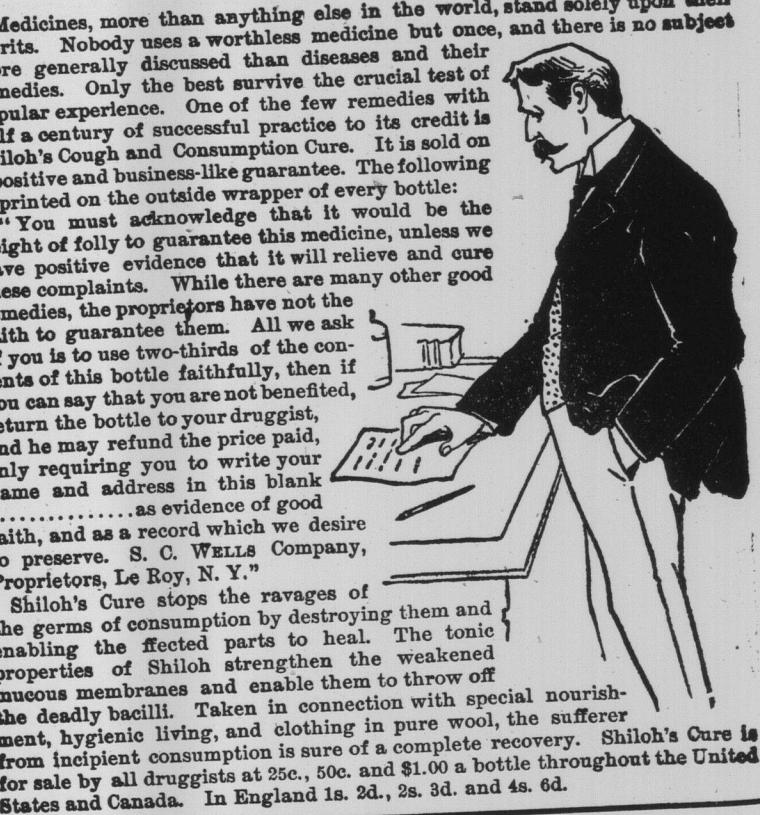 Medicines, more than anything else in the world, stand solely upon their
rits. Nobody uses a worthless medicine but once, and there is no subject
re generally discussed than diseases and their
nedies. Only the best survive the crucial test of
pular experience. One of the few remedies with
lf a century of successful practice to its credit is
iloh's Cough and Consumption Cure. It is sold on
positive and business-like guarantee. The following
printed on the outside wrapper of every bottle:
"You must acknowledge that it would be the
eight of folly to guarantee this medicine, unless we
ave positive evidence that it will relieve and cure
ese complaints. While there are many other good
medies, the proprietors have not the
ith to guarantee them. All we ask
f you is to use two-thirds of the con-
ents of this bottle faithfully, then if
ou can say that you are not benefited,
eturn the bottle to your druggist,
nd he may refund the price paid,
nly requiring you to write your
ame and address in this blank
..............as evidence of good
aith, and as a record which we desire
o preserve. S. C. WELLS Company,
Proprietors, Le Roy, N. Y."
Shiloh's Cure stops the ravages of
the germs of consumption by destroying them and
enabling the ffected parts to heal. The tonic
properties of Shiloh strengthen the weakened
mucous membranes and enable them to throw off
the deadly bacilli. Taken in connection with special nourish-
ment, hygienic living, and clothing in pure wool, the sufferer
from incipient consumption is sure of a complete recovery. Shiloh's Cure is
for sale by all druggists at 25c., 50c. and $1.00 a bottle throughout the United
States and Canada. In England 1s. 2d., 2s. 3d. and 4s. 6d.